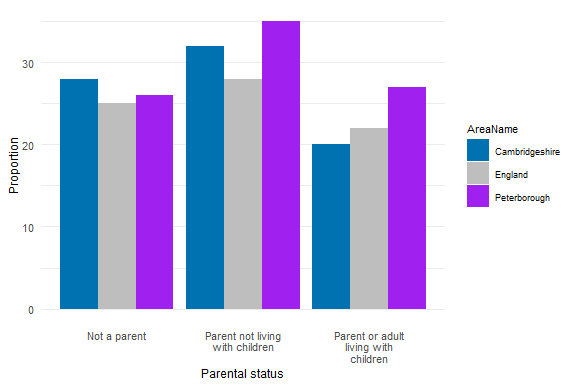 Proportion
30
20
10
0
Not a parent
Parent not living
with children
Parent or adult
living with
children
Parental status
AreaName
Cambridgeshire
England
Peterborough